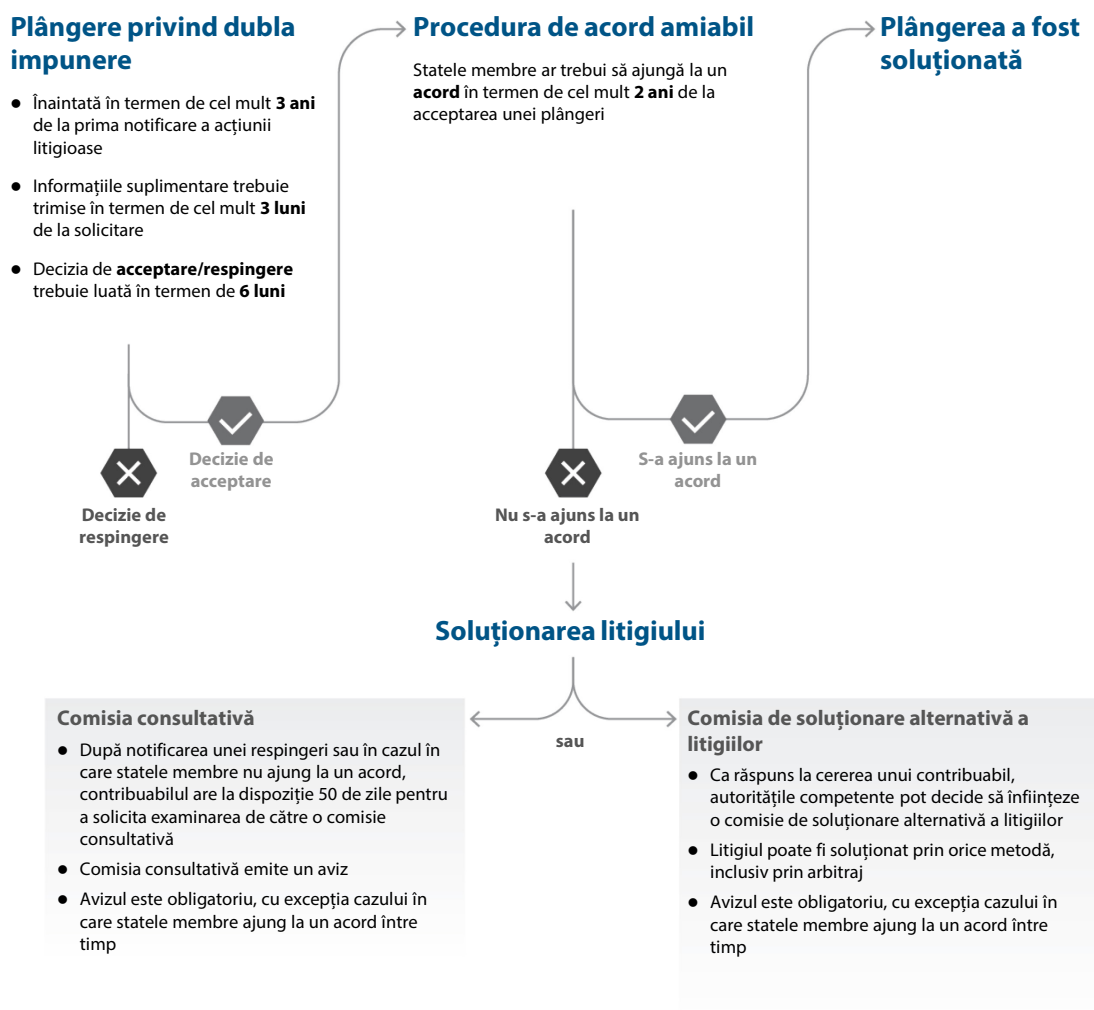 Plângere privind dubla
impunere
● Înaintată în termen de cel mult 3 ani
de la prima notificare a acțiunii
litigioase
● Informațiile suplimentare trebuie
trimise în termen de cel mult 3 luni
de la solicitare
● Decizia de acceptare/respingere
trebuie luată în termen de 6 luni
Decizie de
acceptare
Decizie de
respingere
Procedura de acord amiabil
Statele membre ar trebui să ajungă la un
acord în termen de cel mult 2 ani de la
acceptarea unei plângeri
S-a ajuns la un
acord
Nu s-a ajuns la un
acord
Plângerea a fost
soluționată
Soluționarea litigiului
sau
Comisia consultativă
● După notificarea unei respingeri sau în cazul în
care statele membre nu ajung la un acord,
contribuabilul are la dispoziție 50 de zile pentru
a solicita examinarea de către o comisie
consultativă
● Comisia consultativă emite un aviz
● Avizul este obligatoriu, cu excepția cazului în
care statele membre ajung la un acord între
timp
Comisia de soluționare alternativă a
litigiilor
● Ca răspuns la cererea unui contribuabil,
autoritățile competente pot decide să înființeze
o comisie de soluționare alternativă a litigiilor
● Litigiul poate fi soluționat prin orice metodă,
inclusiv prin arbitraj
● Avizul este obligatoriu, cu excepția cazului în
care statele membre ajung la un acord între
timp